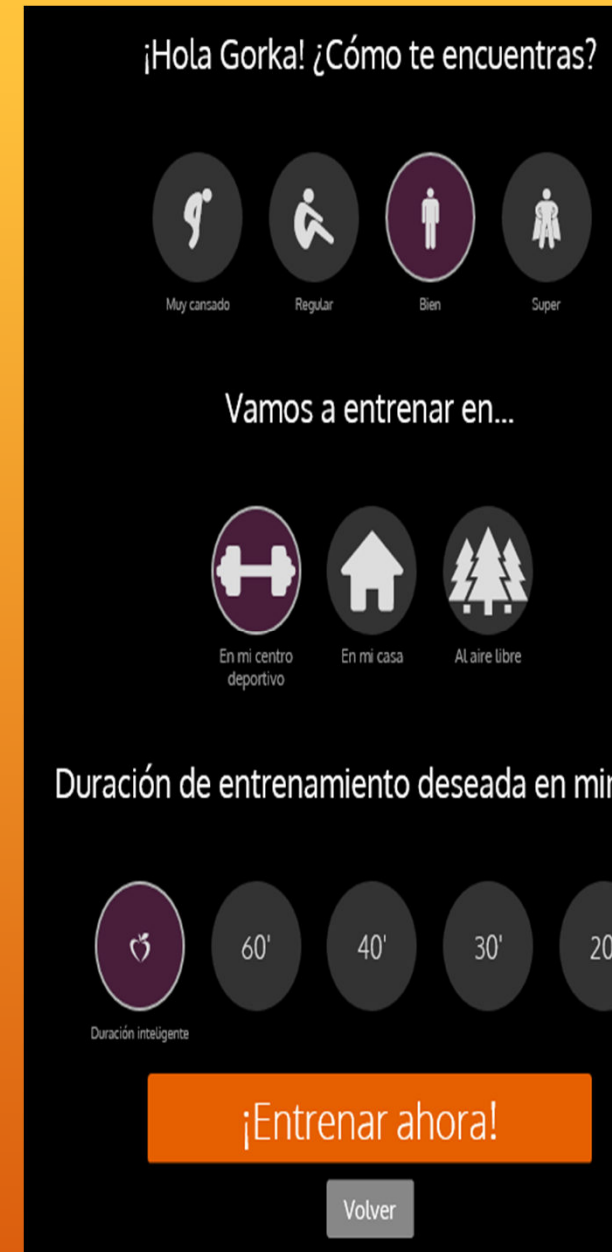 ¡Hola Gorka! ¿Cómo te encuentras?
Muy cansado Regular Bien Super
Vamos a entrenar en...
En mi centro deportivo En mi casa Al aire libre
Duración de entrenamiento deseada en
60' 40' 30' 20
Duración inteligente
¡Entrenar ahora!
Volver